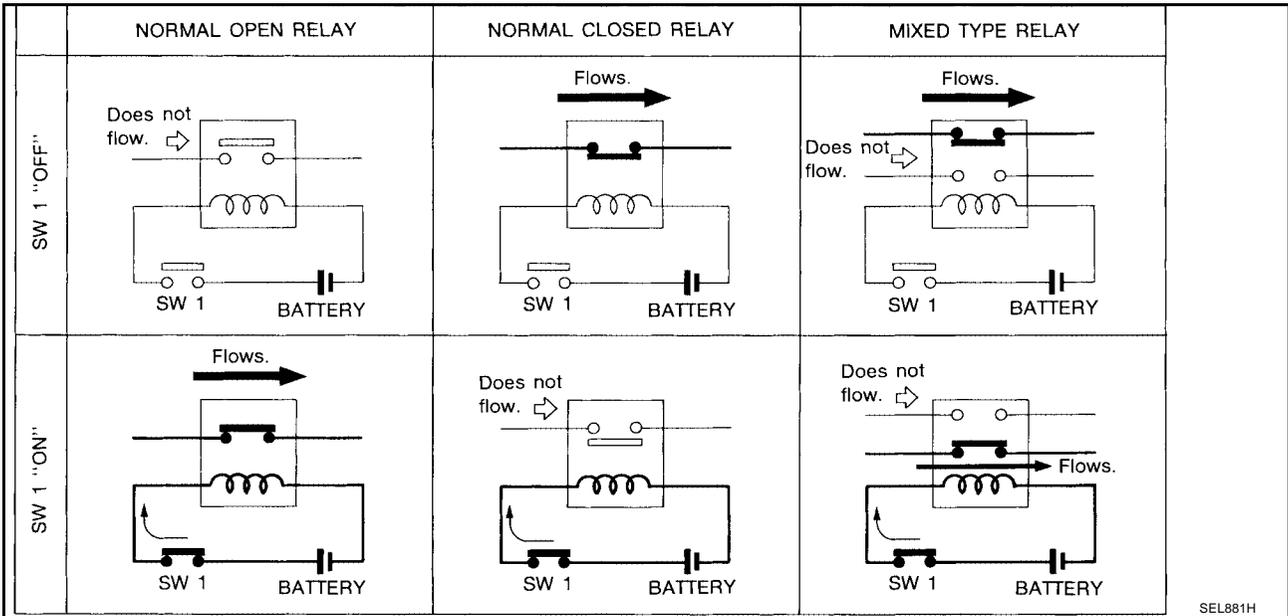 NORMAL OPEN RELAY
NORMAL CLOSED RELAY
MIXED TYPE RELAY
SW 1 "OFF"
Does not
flow.
SW 1
BATTERY
Flows.
SW 1
BATTERY
Flows.
Does not
flow.
SW 1
BATTERY
SW 1 "ON"
Flows.
SW 1
BATTERY
Does not
flow.
SW 1
BATTERY
Does not
flow.
Flows.
SW 1
BATTERY
SEL881H